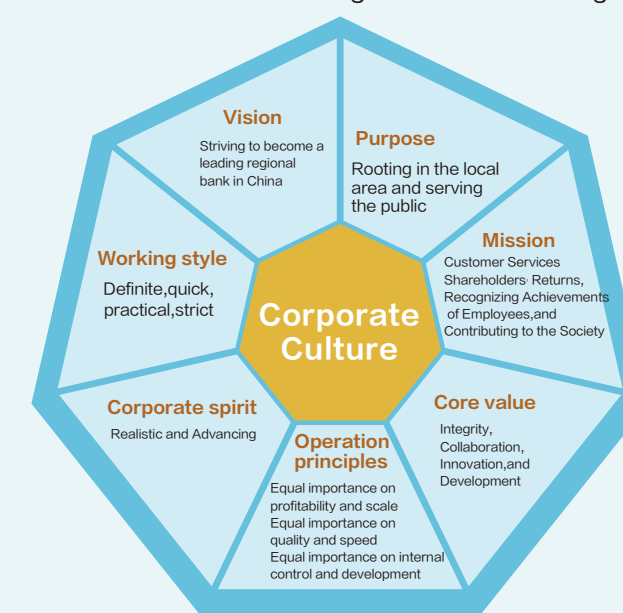 Vision
Striving to become a
leading regional
bank in China
Purpose
Rooting in the local
area and serving
the public
Mission
Customer Services
Shareholders' Returns,
Recognizing Achievements
of Employees,and
Contributing to the Society
Working style
Definite,quick,
practical,strict
Corporate
Culture
Corporate spirit
Realistic and Advancing
Core value
Integrity,
Collaboration,
Innovation,and
Development
Operation
principles
Equal importance on
profitability and scale
Equal importance on
quality and speed
Equal importance on internal
control and development